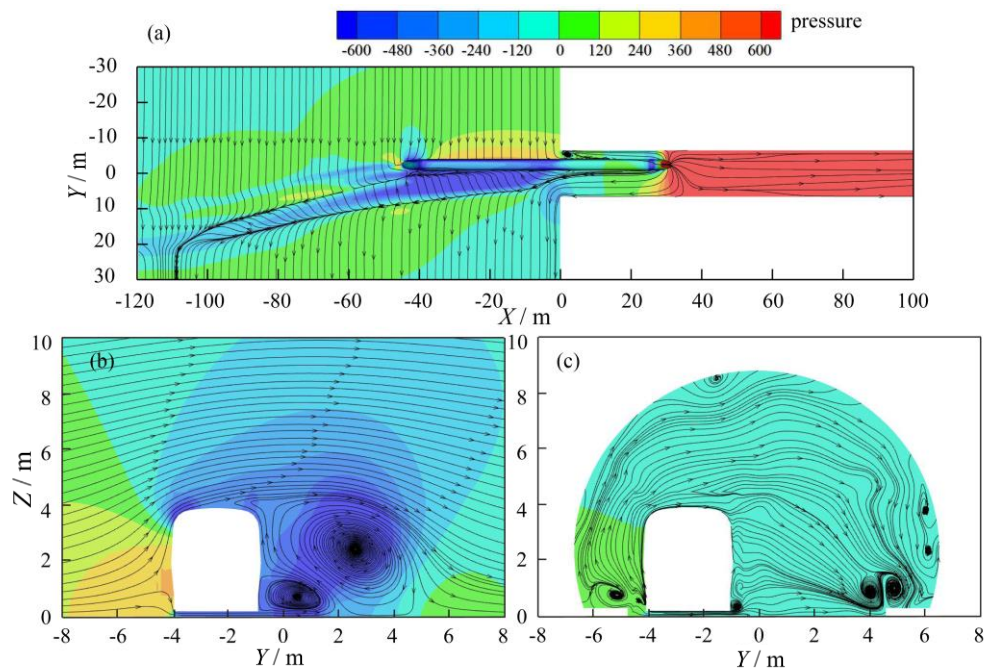 pressure
-600 -480 -360 -240 -120 0 120 240 360 480 600
(a)
-30
-20
-10
0
10
20
30
Y / m
-120 -100 -80 -60 -40 -20 0 20 40 60 80 100
X / m
(b)
10
8
6
4
2
0
Z / m
-8 -6 -4 -2 0 2 4 6 8
Y / m
(c)
10
8
6
4
2
0
-8 -6 -4 -2 0 2 4 6 8
Y / m